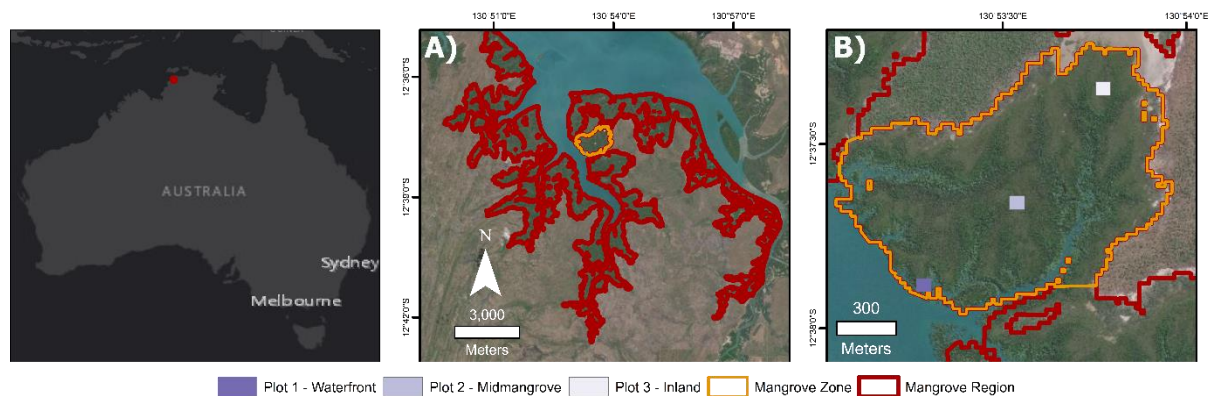 AUSTRALIA
Sydney
Melbourne
130 51'0"E
130 54'0"E
130°57'0"E
A)
12°36'0"S
12°39'0"S
12°42'0"S
N
3,000
Meters
130 53'30"E
130 54'0"E
B)
12°37'30"S
12°38'0"S
300
Meters
Plot 1 - Waterfront
Plot 2 - Midmangrove
Plot 3 - Inland
Mangrove Zone
Mangrove Region